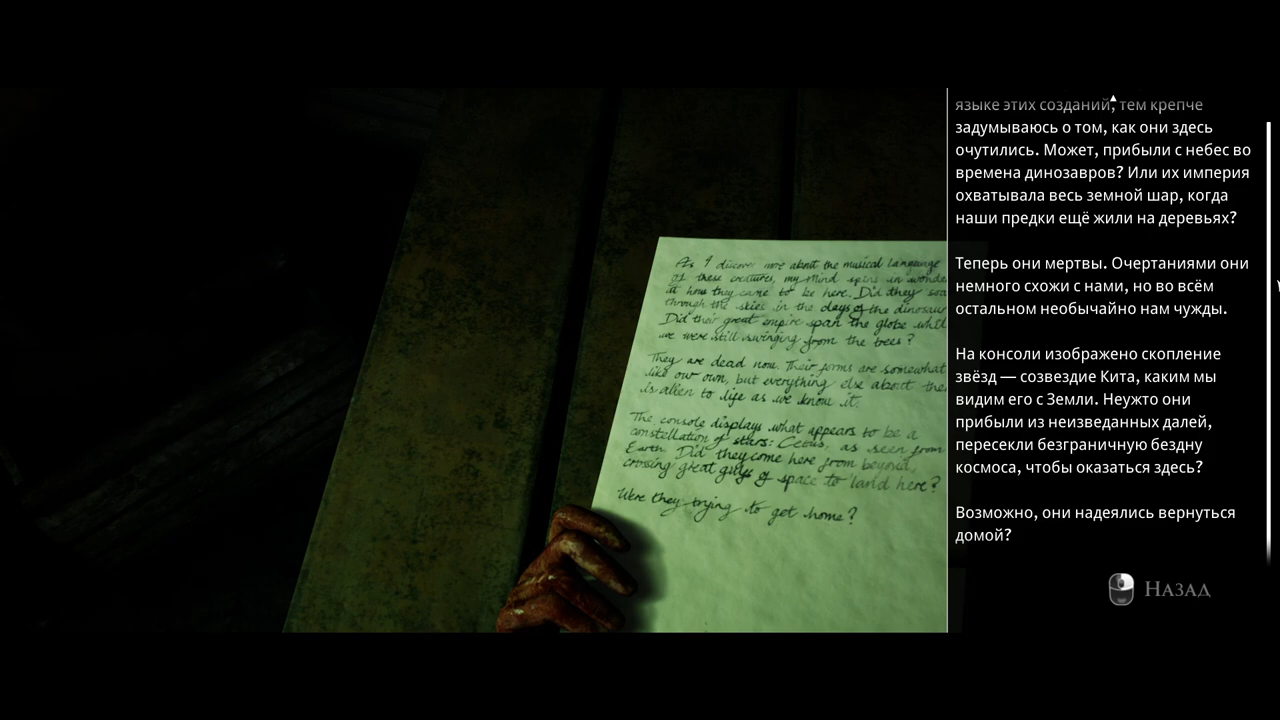 As I discover more about the musical language
of these creatures, my mind spins in wonder
at how they came to be here. Did they
through the skies in the days of the dinosaur
Did their great empire span the globe whil
we were still swinging from the trees?
They are dead now. Their forms are somewhat
like our own, but everything else about the
is alien to life as we know it.
The console displays what appears to be a
constellation of stars: Cetus, as seen from
Earth. Did they come here from beyond,
crossing great gulfs of space to land here?
Were they trying to get home?
языке этих созданий, тем крепче
задумываюсь о том, как они здесь
очутились. Может, прибыли с небес во
времена динозавров? Или их империя
охватывала весь земной шар, когда
наши предки ещё жили на деревьях?
Теперь они мертвы. Очертаниями они
немного схожи с нами, но во всём
остальном необычайно нам чужды.
На консоли изображено скопление
звёзд — созвездие Кита, каким мы
видим его с Земли. Неужто они
прибыли из неизведанных далей,
пересекли безграничную бездну
космоса, чтобы оказаться здесь?
Возможно, они надеялись вернуться
домой?
Назад